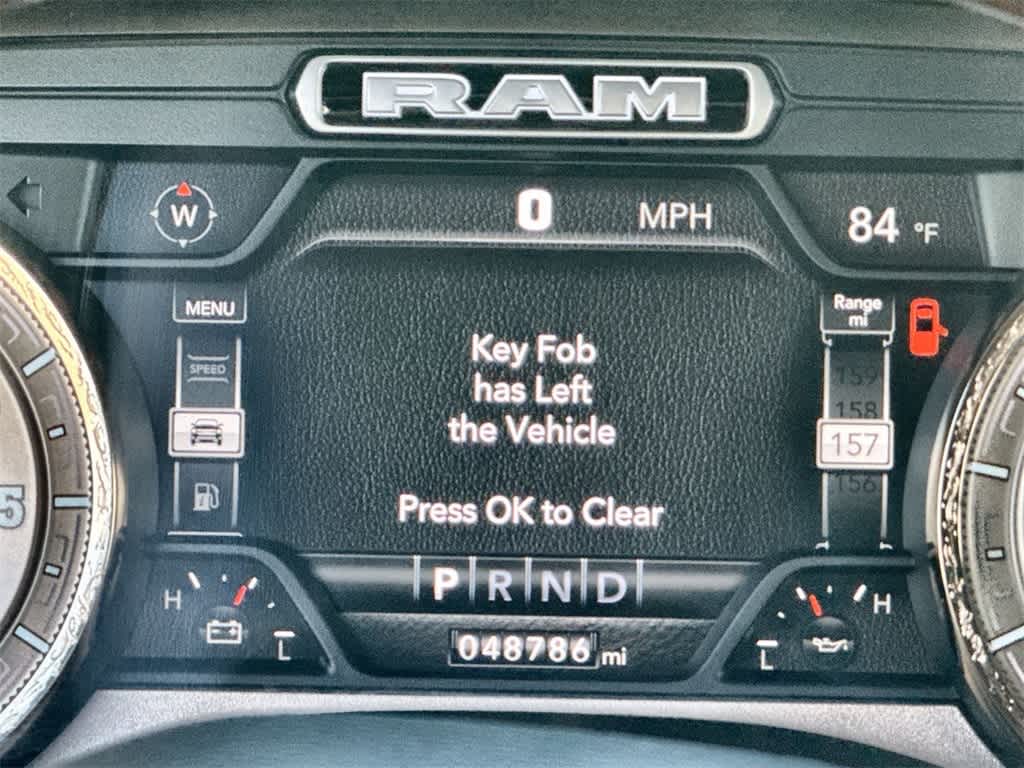 RAM
W
0 MPH
84 °F
MENU
SPEED
Range
mi
159
158
157
156
Key Fob
has Left
the Vehicle
Press OK to Clear
5
P R N D
H
L
048786 mi
H
L